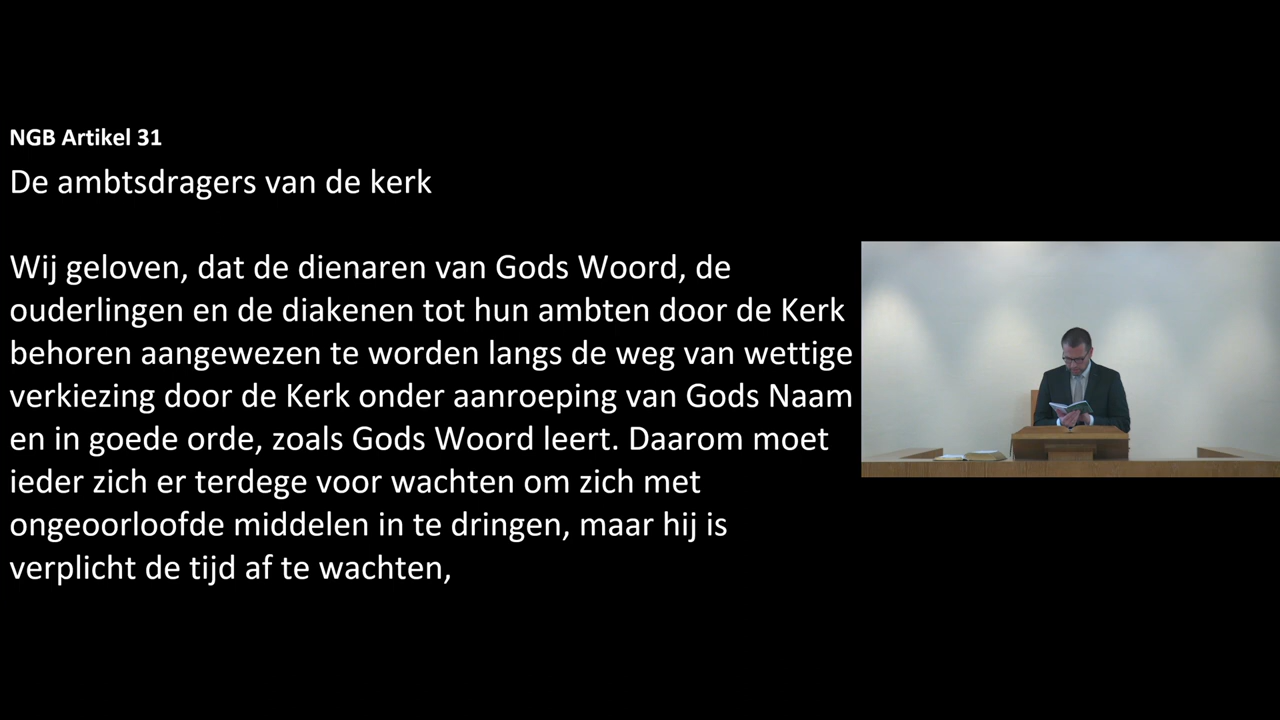 NGB Artikel 31
De ambtsdragers van de kerk
Wij geloven, dat de dienaren van Gods Woord, de
ouderlingen en de diakenen tot hun ambten door de Kerk
behoren aangewezen te worden langs de weg van wettige
verkiezing door de Kerk onder aanroeping van Gods Naam
en in goede orde, zoals Gods Woord leert. Daarom moet
ieder zich er terdege voor wachten om zich met
ongeoorloofde middelen in te dringen, maar hij is
verplicht de tijd af te wachten,